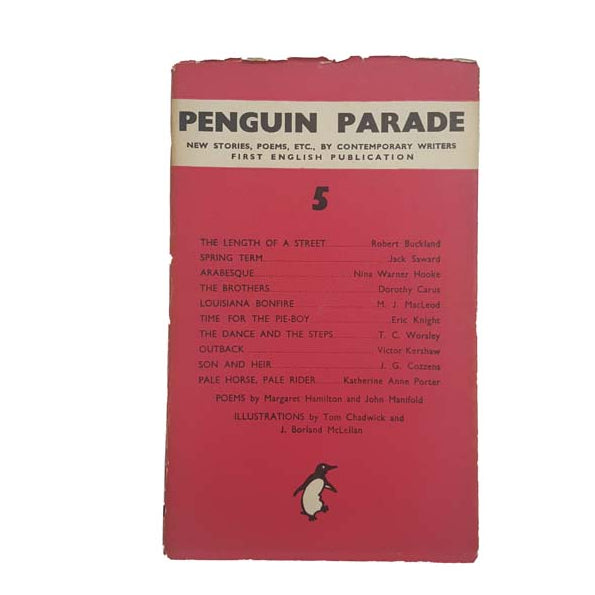 PENGUIN PARADE
NEW STORIES, POEMS, ETC., BY CONTEMPORARY WRITERS
FIRST ENGLISH PUBLICATION
5
THE LENGTH OF A STREET Robert Buckland
SPRING TERM Jack Saward
ARABESQUE Nina Warner Hooke
THE BROTHERS Dorothy Carus
LOUISIANA BONFIRE M. J. MacLeod
TIME FOR THE PIE-BOY Eric Knight
THE DANCE AND THE STEPS T. C. Worsley
OUTBACK Victor Kershaw
SON AND HEIR J. G. Cozzens
PALE HORSE, PALE RIDER Katherine Anne Porter
POEMS by Margaret Hamilton and John Manifold
ILLUSTRATIONS by Tom Chadwick and
J. Borland McLellan